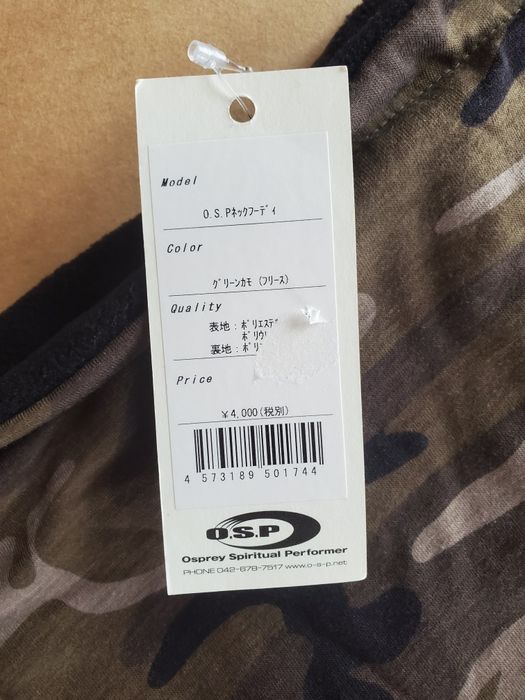 Model
O.S.Pネックフーディ
Color
グリーンカモ (フリース)
Quality
表地:ポリエステ
ポリウ
裏地:ポリ
Price
¥4,000(税別)
4 573189 501744
O.S.P
Osprey Spiritual Performer
PHONE 042-678-7517 www.o-s-p.net